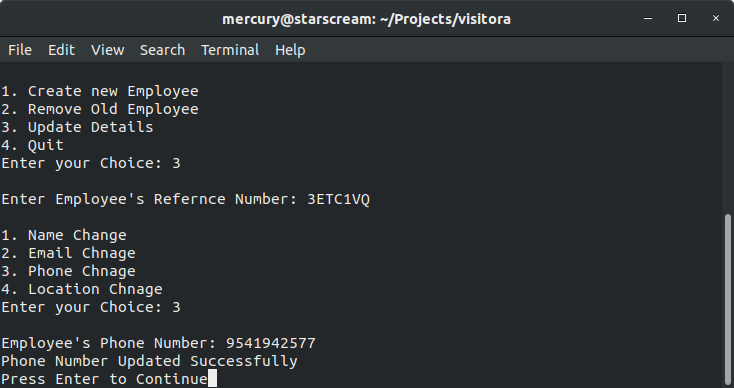 mercury@starscream: ~/Projects/visitora
File Edit View Search Terminal Help
1. Create new Employee
2. Remove Old Employee
3. Update Details
4. Quit
Enter your Choice: 3
Enter Employee's Refernce Number: 3ETC1VQ
1. Name Change
2. Email Chnage
3. Phone Chnage
4. Location Chnage
Enter your Choice: 3
Employee's Phone Number: 9541942577
Phone Number Updated Successfully
Press Enter to Continue